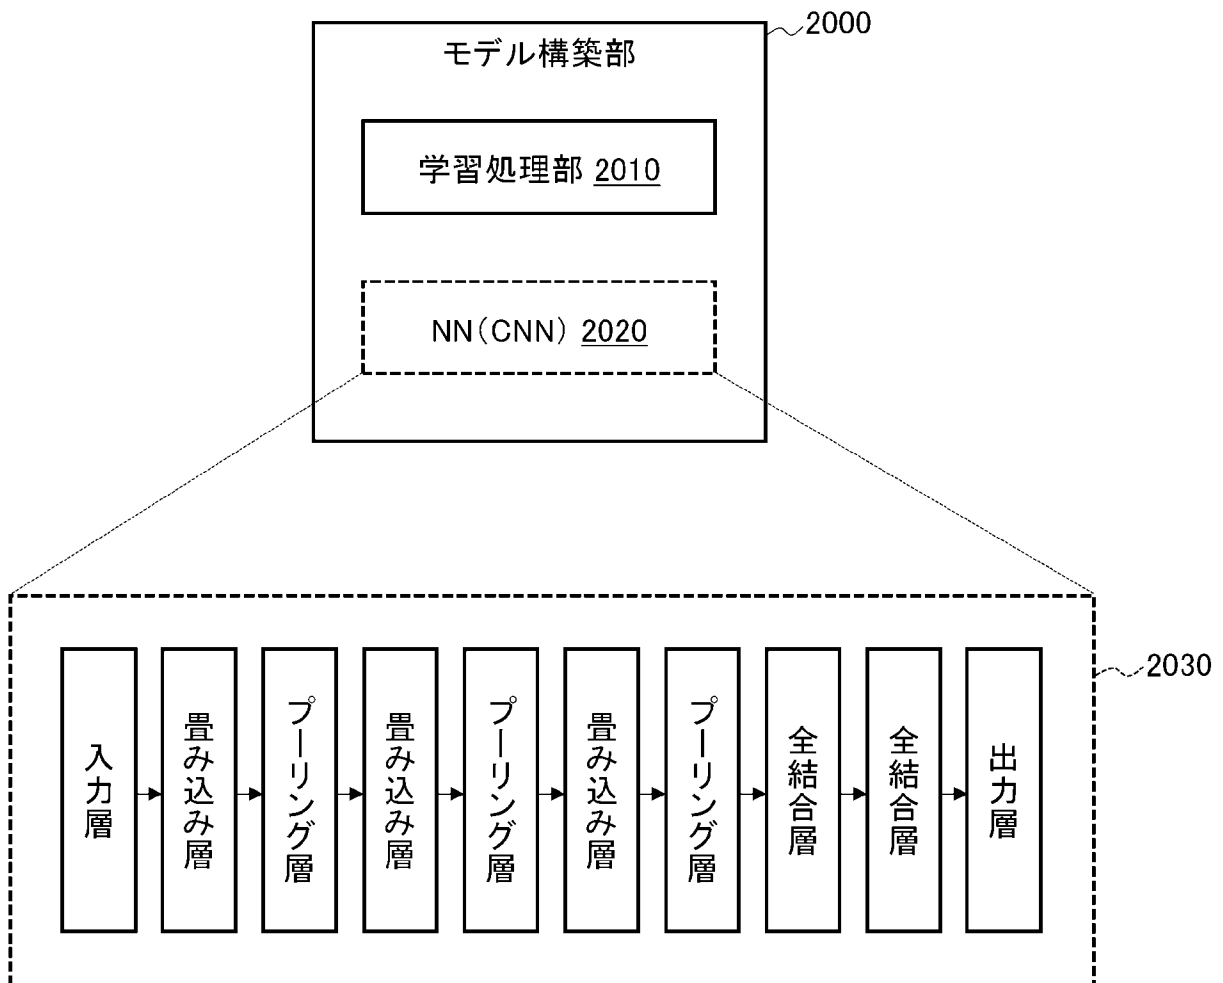 2000
モデル構築部
学習処理部 2010
NN(CNN) 2020
2030
入力層
畳み込み層
プーリング層
畳み込み層
プーリング層
畳み込み層
プーリング層
全結合層
全結合層
出力層